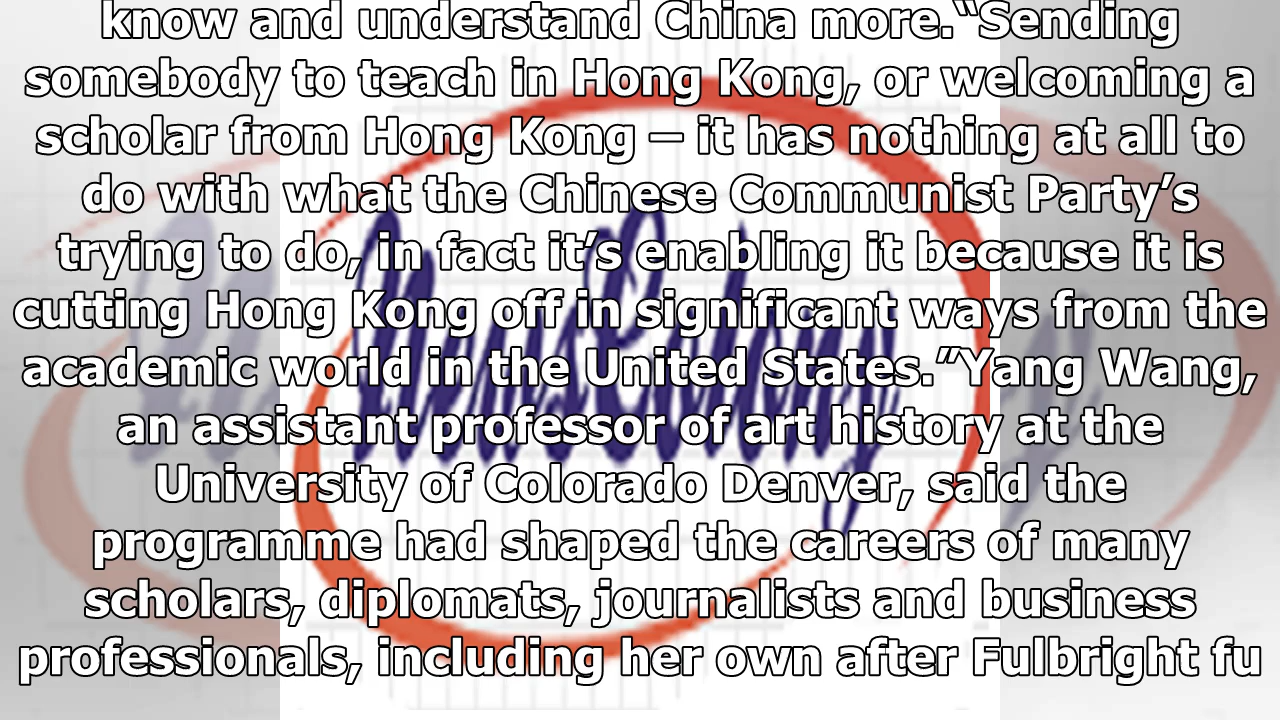 know and understand China more.“Sending
somebody to teach in Hong Kong, or welcoming a
scholar from Hong Kong – it has nothing at all to
do with what the Chinese Communist Party’s
trying to do, in fact it’s enabling it because it is
cutting Hong Kong off in significant ways from the
academic world in the United States.”Yang Wang,
an assistant professor of art history at the
University of Colorado Denver, said the
programme had shaped the careers of many
scholars, diplomats, journalists and business
professionals, including her own after Fulbright fu